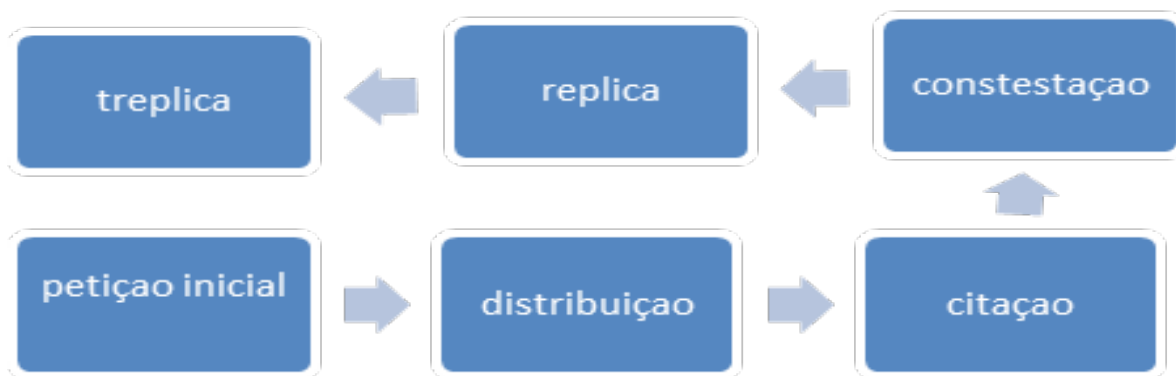 treplica
replica
constestaçao
petiçao inicial
distribuiçao
citaçao